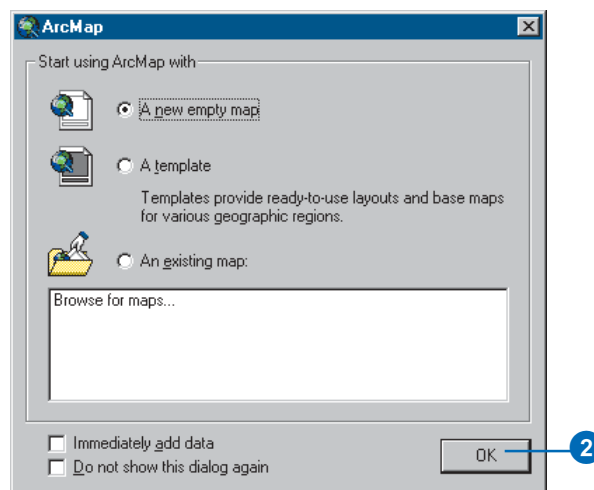 ArcMap
Start using ArcMap with
A new empty map
A template
Templates provide ready-to-use layouts and base maps
for various geographic regions.
An existing map:
Browse for maps...
Immediately add data
Do not show this dialog again
OK
2